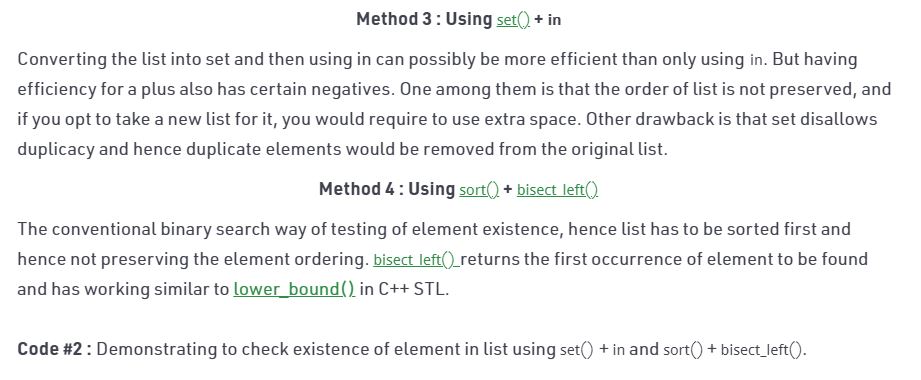 Method 3 : Using set() + in
Converting the list into set and then using in can possibly be more efficient than only using in. But having
efficiency for a plus also has certain negatives. One among them is that the order of list is not preserved, and
if you opt to take a new list for it, you would require to use extra space. Other drawback is that set disallows
duplicacy and hence duplicate elements would be removed from the original list.
Method 4 : Using sort() + bisect_left()
The conventional binary search way of testing of element existence, hence list has to be sorted first and
hence not preserving the element ordering. bisect_left() returns the first occurrence of element to be found
and has working similar to lower_bound() in C++ STL.
Code #2 : Demonstrating to check existence of element in list using set() + in and sort() + bisect_left().